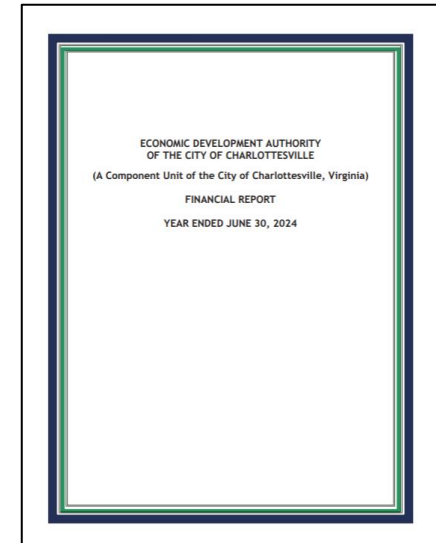 ECONOMIC DEVELOPMENT AUTHORITY
OF THE CITY OF CHARLOTTESVILLE
(A Component Unit of the City of Charlottesville, Virginia)
FINANCIAL REPORT
YEAR ENDED JUNE 30, 2024